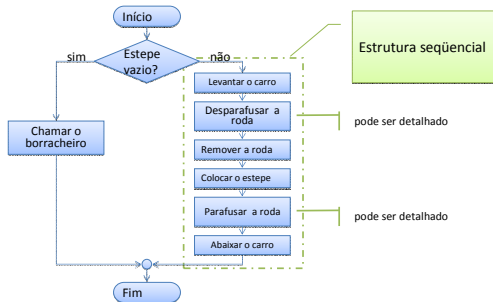 Início
Estrutura seqüencial
sim
Estepe
vazio?
não
Levantar o carro
Desparafusar a
roda
pode ser detalhado
Chamar o
borracheiro
Remover a roda
Colocar o estepe
Parafusar a roda
pode ser detalhado
Abaixar o carro
Fim